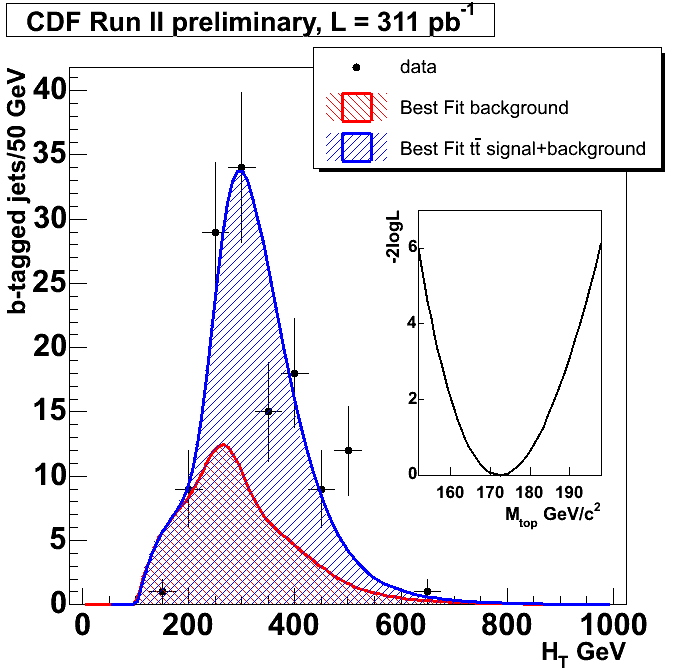 CDF Run II preliminary, L = 311 pb⁻¹
data
Best Fit background
Best Fit tt̄ signal+background
b-tagged jets/50 GeV
40
35
30
25
20
15
10
5
0
0 200 400 600 800 1000
H_T GeV
-2logL
6
4
2
0
160 170 180 190
M_top GeV/c²